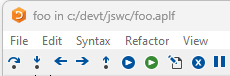 foo in c:/devt/jswc/foo.aplf
File Edit Syntax Refactor View